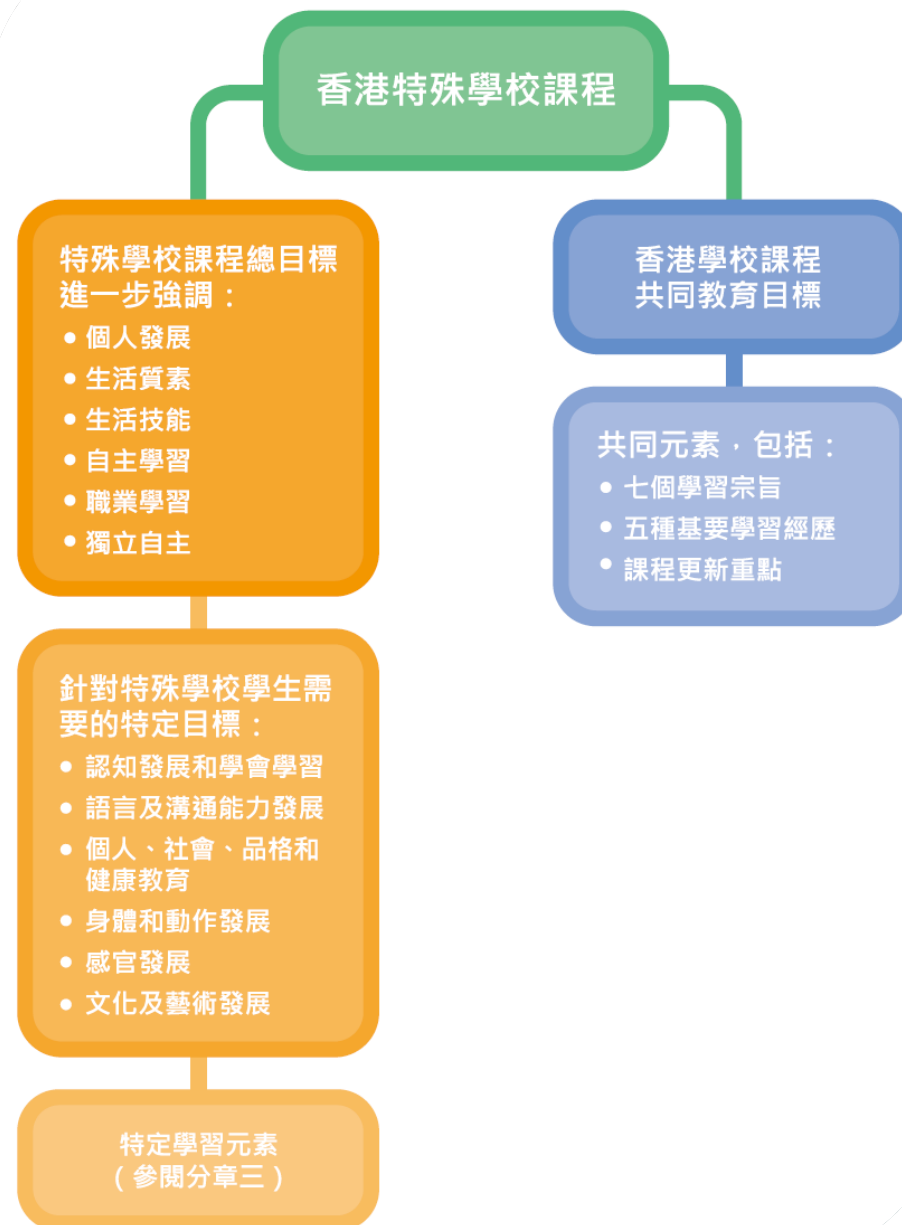 香港特殊學校課程
特殊學校課程總目標
進一步強調：
• 個人發展
• 生活質素
• 生活技能
• 自主學習
• 職業學習
• 獨立自主
針對特殊學校學生需
要的特定目標：
• 認知發展和學會學習
• 語言及溝通能力發展
• 個人、社會、品格和
健康教育
• 身體和動作發展
• 感官發展
• 文化及藝術發展
特定學習元素
（參閱分章三）
香港學校課程
共同教育目標
共同元素，包括：
• 七個學習宗旨
• 五種基要學習經歷
• 課程更新重點